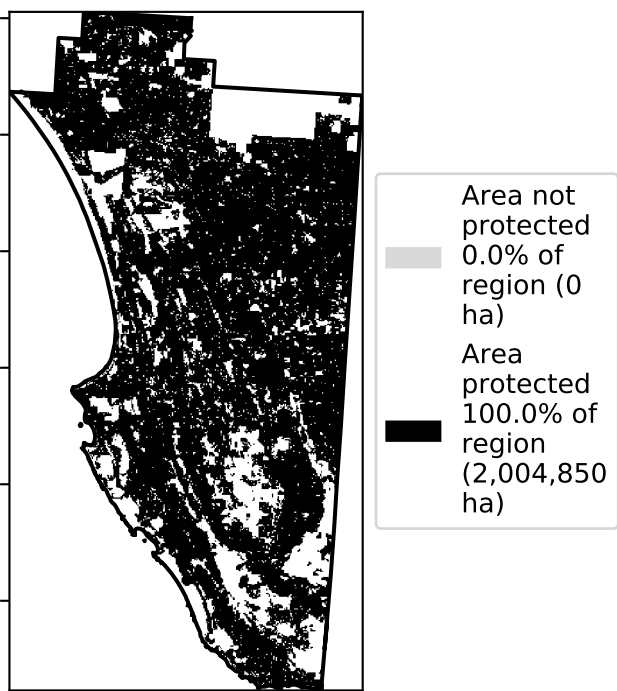 Area not
protected
0.0% of
region (0
ha)
Area
protected
100.0% of
region
(2,004,850
ha)